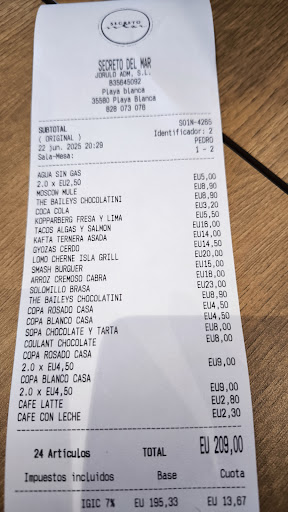 SECRETO
SECRETO DEL MAR
JORULO ADM, S.L.
B35645092
Playa blanca
35580 Playa Blanca
828 073 078
SUBTOTAL S01N-4265
( ORIGINAL ) Identificador: 2
22 jun. 2025 20:29 PEDRO
Sala-Mesa: 1 - 2
AGUA SIN GAS
2.0 x EU2,50 EU5,00
MOSCOW MULE EU8,90
THE BAILEYS CHOCOLATINI EU8,90
COCA COLA EU3,20
KOPPARBERG FRESA Y LIMA EU5,50
TACOS ALGAS Y SALMON EU16,00
KAFTA TERNERA ASADA EU14,00
GYOZAS CERDO EU14,50
LOMO CHERNE ISLA GRILL EU20,00
SMASH BURGUER EU15,00
ARROZ CREMOSO CABRA EU18,00
SOLOMILLO BRASA EU23,00
THE BAILEYS CHOCOLATINI EU8,90
COPA ROSADO CASA EU4,50
COPA BLANCO CASA EU4,50
SOPA CHOCOLATE Y TARTA EU8,00
COULANT CHOCOLATE EU8,00
COPA ROSADO CASA
2.0 x EU4,50 EU9,00
COPA BLANCO CASA
2.0 x EU4,50 EU9,00
CAFE LATTE EU2,80
CAFE CON LECHE EU2,30
24 Artículos TOTAL EU 209,00
Impuestos incluidos Base Cuota
IGIC 7% EU 195,33 EU 13,67